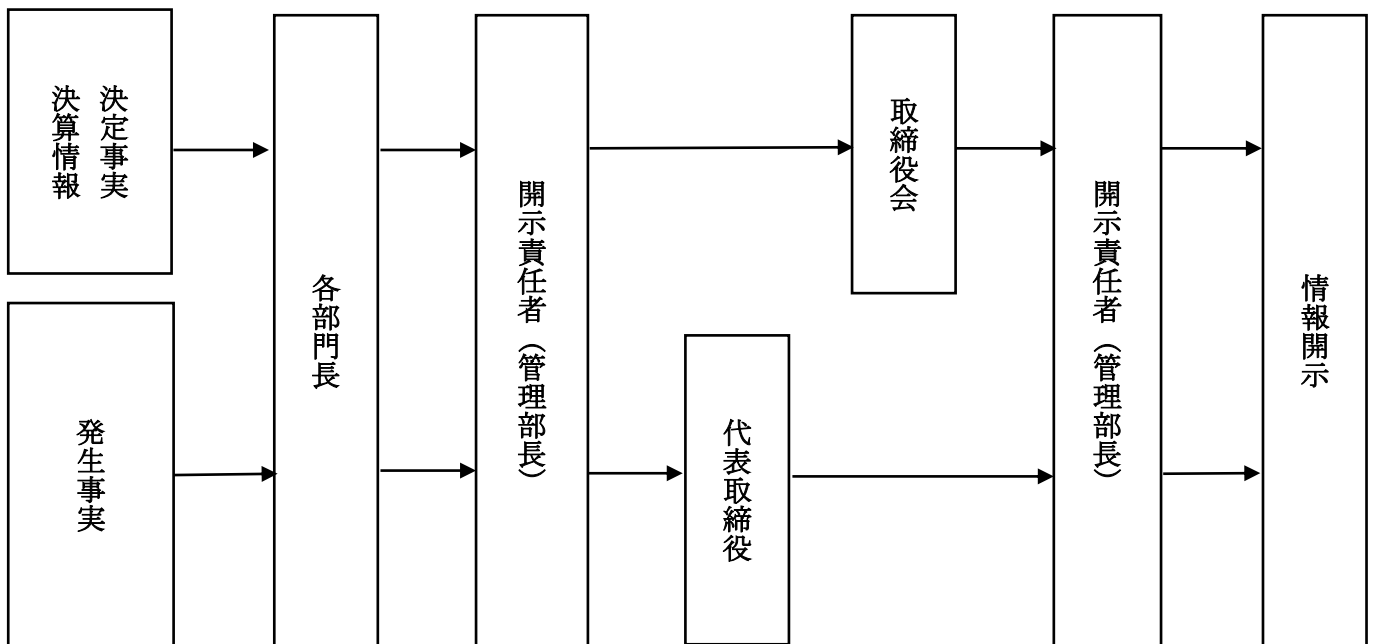 決定事実
決算情報
発生事実
各部門長
開示責任者（管理部長）
代表取締役
取締役会
開示責任者（管理部長）
情報開示